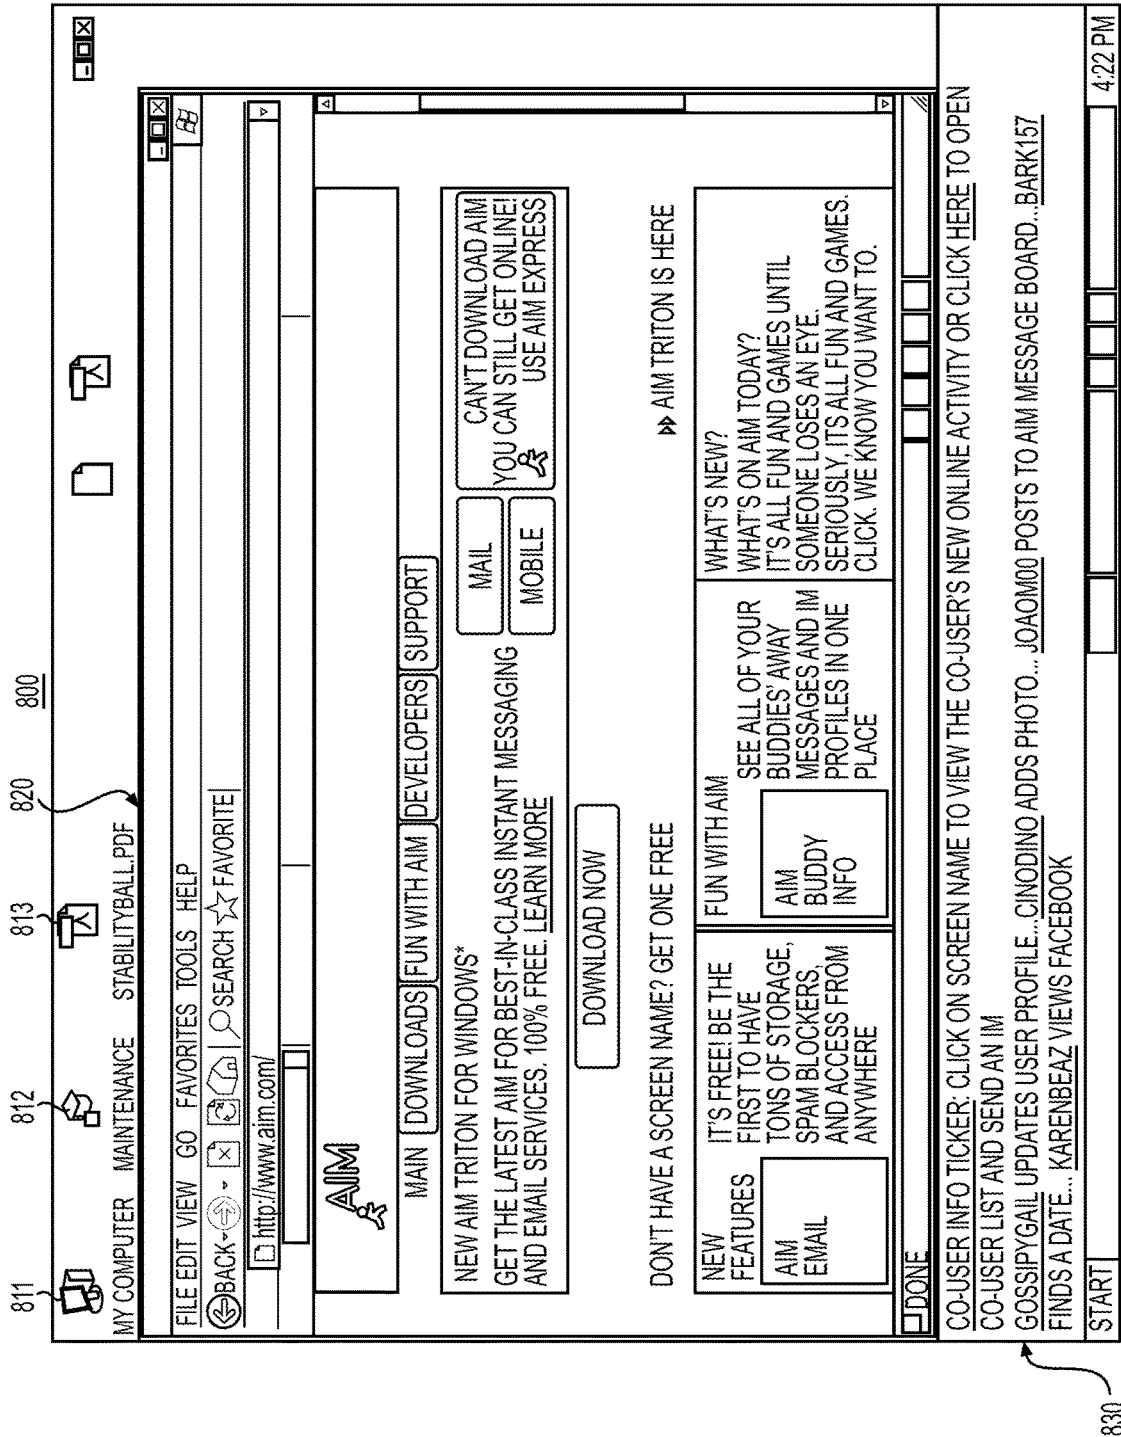 800
811
812
813
820
MY COMPUTER MAINTENANCE STABILITYBALL.PDF
FILE EDIT VIEW GO FAVORITES TOOLS HELP
BACK SEARCH FAVORITE
http://www.aim.com/
AIM
MAIN DOWNLOADS FUN WITH AIM DEVELOPERS SUPPORT
NEW AIM TRITON FOR WINDOWS*
GET THE LATEST AIM FOR BEST-IN-CLASS INSTANT MESSAGING
AND EMAIL SERVICES. 100% FREE. LEARN MORE
DOWNLOAD NOW
MAIL
MOBILE
CAN'T DOWNLOAD AIM
YOU CAN STILL GET ONLINE!
USE AIM EXPRESS
DON'T HAVE A SCREEN NAME? GET ONE FREE
AIM TRITON IS HERE
NEW
FEATURES
AIM
EMAIL
IT'S FREE! BE THE
FIRST TO HAVE
TONS OF STORAGE,
SPAM BLOCKERS,
AND ACCESS FROM
ANYWHERE
FUN WITH AIM
AIM
BUDDY
INFO
SEE ALL OF YOUR
BUDDIES' AWAY
MESSAGES AND IM
PROFILES IN ONE
PLACE
WHAT'S NEW?
WHAT'S ON AIM TODAY?
IT'S ALL FUN AND GAMES UNTIL
SOMEONE LOSES AN EYE.
SERIOUSLY, ITS ALL FUN AND GAMES.
CLICK. WE KNOW YOU WANT TO.
DONE
CO-USER INFO TICKER: CLICK ON SCREEN NAME TO VIEW THE CO-USER'S NEW ONLINE ACTIVITY OR CLICK HERE TO OPEN
CO-USER LIST AND SEND AN IM
GOSSIPYGAIL UPDATES USER PROFILE...CINODINO ADDS PHOTO... JOAOM00 POSTS TO AIM MESSAGE BOARD...BARK157
FINDS A DATE... KARENBEAZ VIEWS FACEBOOK
START 4:22 PM
830